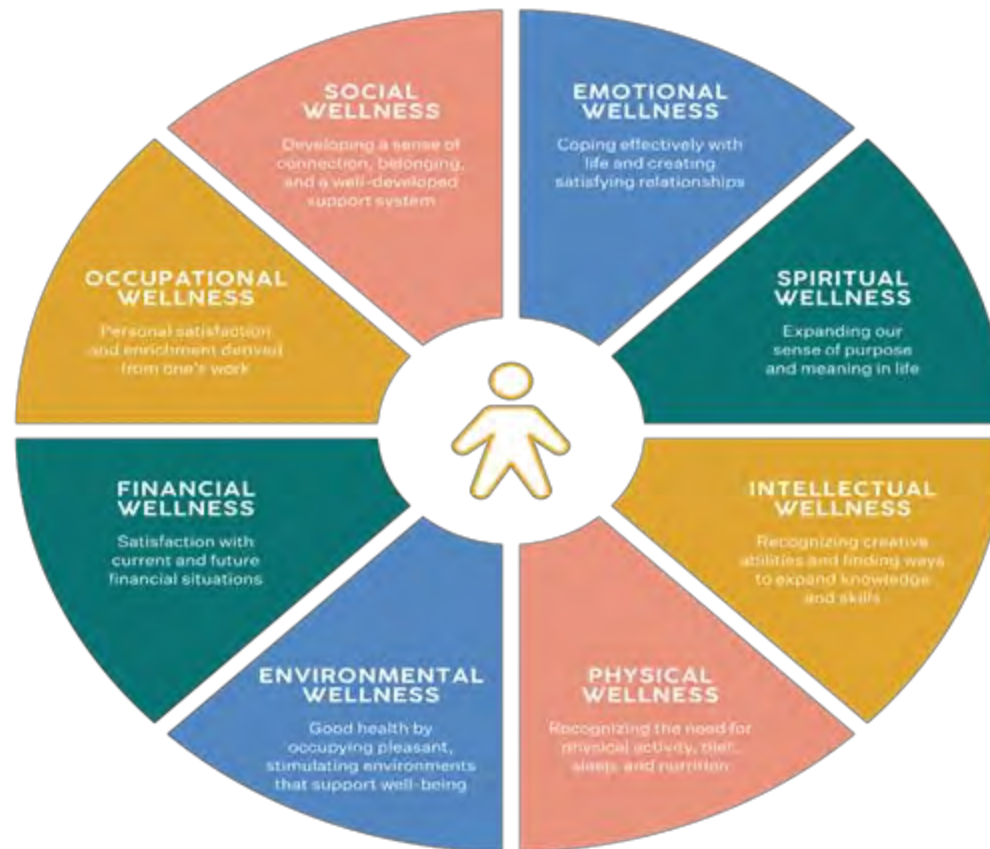 SOCIAL
WELLNESS
Developing a sense of
connection, belonging,
and a well-developed
support system
EMOTIONAL
WELLNESS
Coping effectively with
life and creating
satisfying relationships
SPIRITUAL
WELLNESS
Expanding our
sense of purpose
and meaning in life
INTELLECTUAL
WELLNESS
Recognizing creative
abilities and finding ways
to expand knowledge
and skills
PHYSICAL
WELLNESS
Recognizing the need for
physical activity, diet,
sleep, and nutrition
ENVIRONMENTAL
WELLNESS
Good health by
occupying pleasant,
stimulating environments
that support well-being
FINANCIAL
WELLNESS
Satisfaction with
current and future
financial situations
OCCUPATIONAL
WELLNESS
Personal satisfaction
and enrichment derived
from one's work